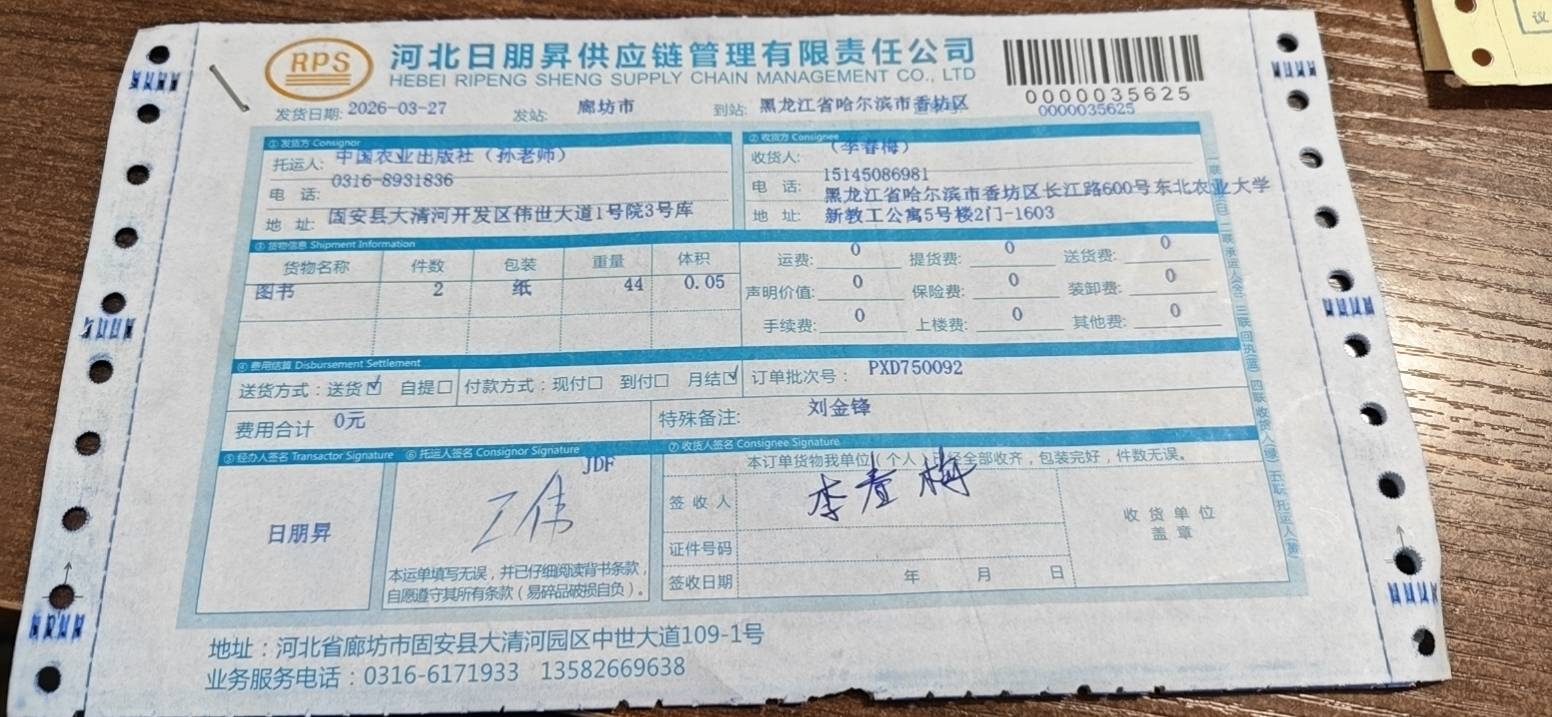 RPS
河北日朋昇供应链管理有限责任公司
HEBEI RIPENG SHENG SUPPLY CHAIN MANAGEMENT CO., LTD
0000035625
发货日期: 2026-03-27 发站: 廊坊市 到站: 黑龙江省哈尔滨市香坊区 0000035625
① 发货方 Consignor
托运人: 中国农业出版社（孙老师）
电 话: 0316-8931836
地 址: 固安县大清河开发区伟世大道1号院3号库
② 收货方 Consignee
收货人: （李春梅）
电 话: 15145086981
黑龙江省哈尔滨市香坊区长江路600号东北农业大学
地 址: 新教工公寓5号楼2门-1603
③ 货物信息 Shipment Information
货物名称 件数 包装 重量 体积
图书 2 纸 44 0.05
运费: 0 提货费: 0 送货费: 0
声明价值: 0 保险费: 0 装卸费: 0
手续费: 0 上楼费: 0 其他费: 0
④ 费用结算 Disbursement Settlement
送货方式：送货☑ 自提□ 付款方式：现付□ 到付□ 月结☑ 订单批次号： PXD750092
费用合计 0元 特殊备注: 刘金锋
⑤ 经办人签名 Transactor Signature
日朋昇
⑥ 托运人签名 Consignor Signature
JDF
王伟
本运单填写无误，并已仔细阅读背书条款，
自愿遵守其所有条款（易碎品破损自负）。
⑦ 收货人签名 Consignee Signature
本订单货物我单位（个人）已经全部收齐，包装完好，件数无误。
签 收 人 李春梅
证件号码
签收日期 年 月 日
收 货 单 位
盖 章
地址：河北省廊坊市固安县大清河园区中世大道109-1号
业务服务电话：0316-6171933 13582669638
议